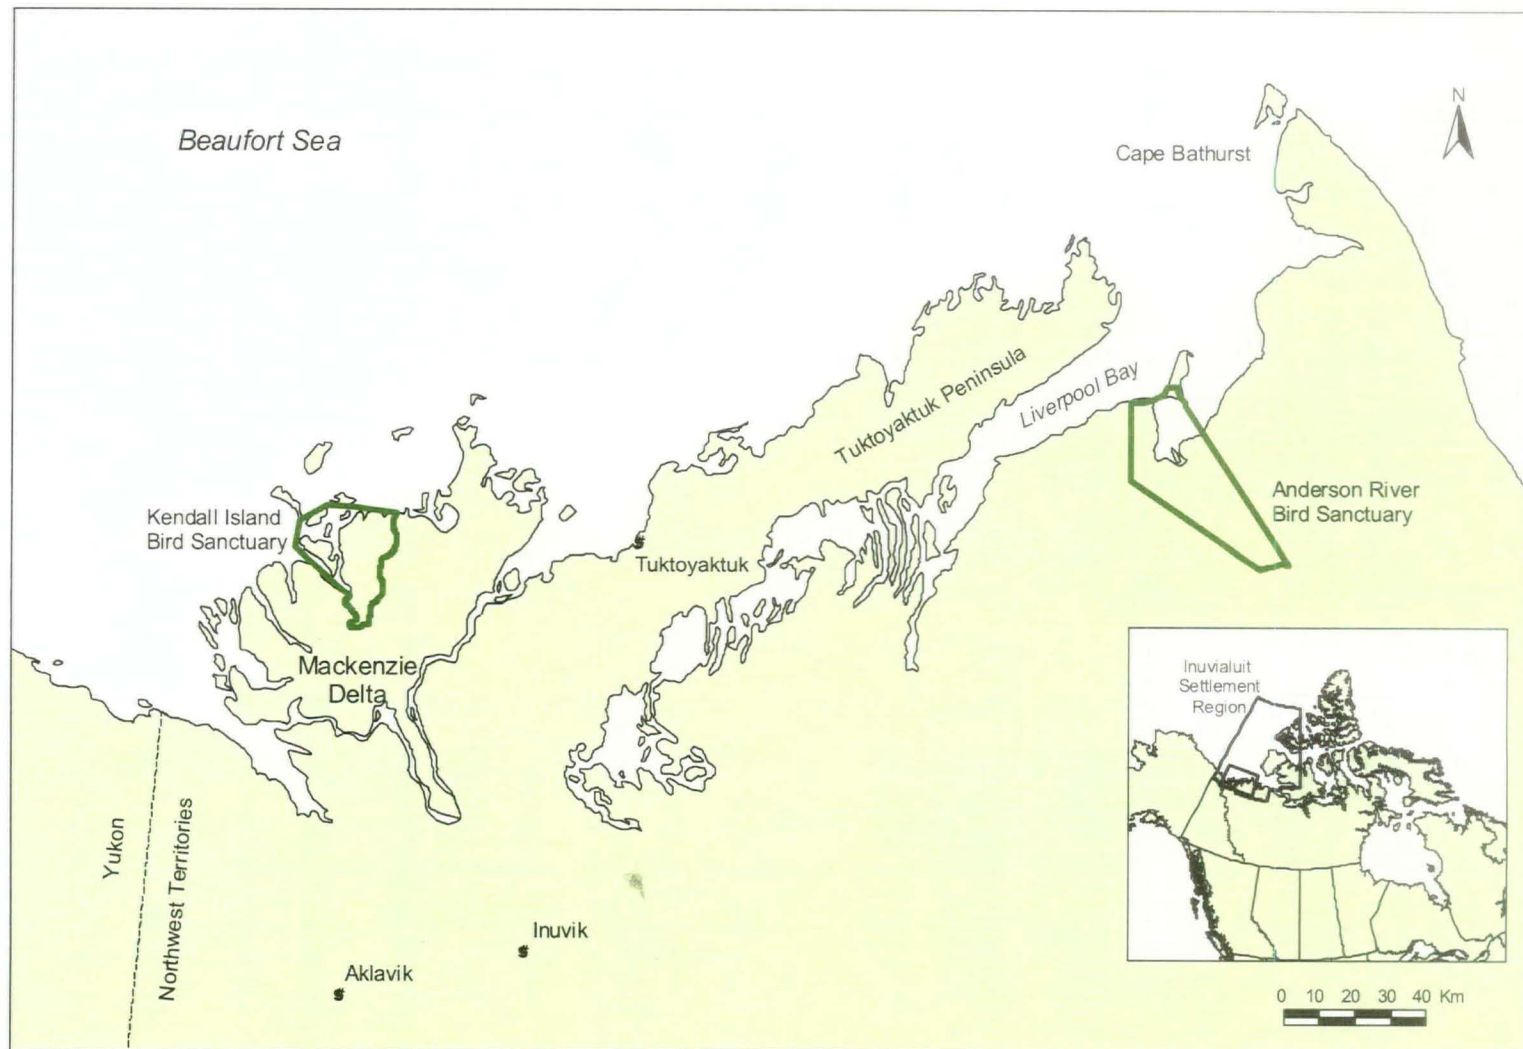 Beaufort Sea
N
Cape Bathurst
Tuktoyaktuk Peninsula
Liverpool Bay
Kendall Island
Bird Sanctuary
Anderson River
Bird Sanctuary
Tuktoyaktuk
Mackenzie
Delta
Inuvialuit
Settlement
Region
Yukon
Northwest Territories
Inuvik
Aklavik
0 10 20 30 40 Km